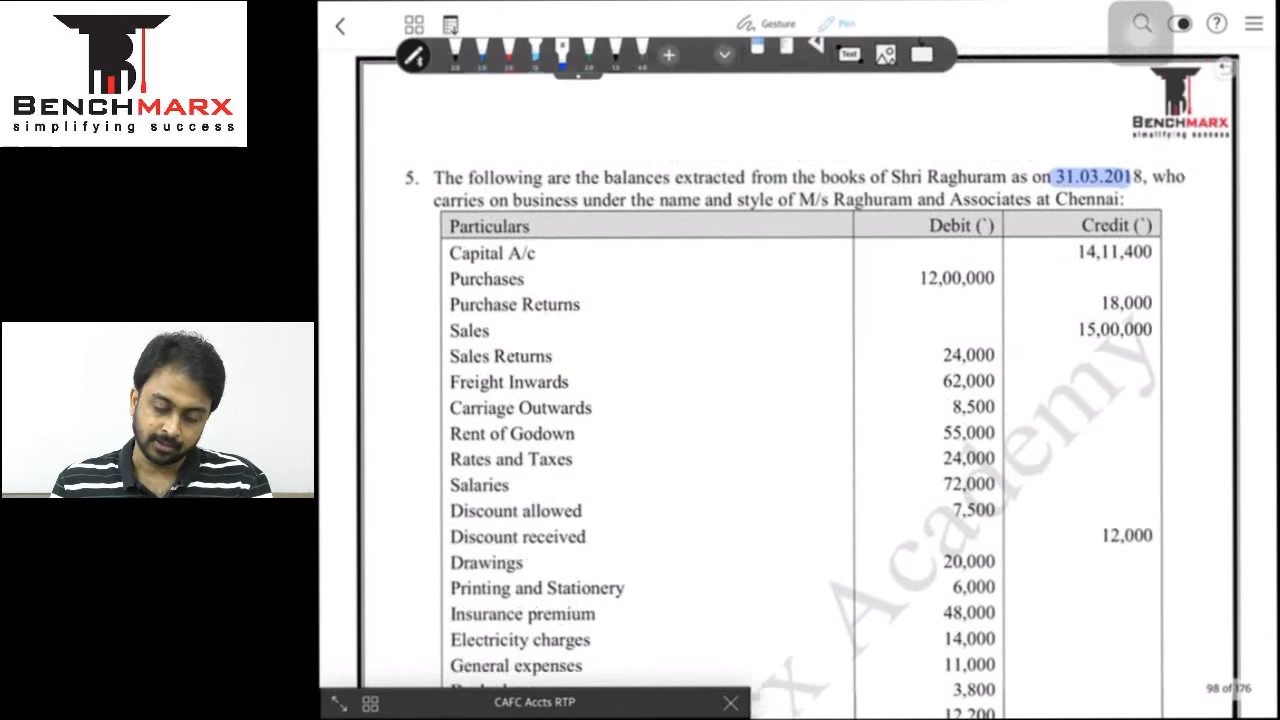 BENCHMARX
simplifying success
Gesture
Pen
Text
BENCHMARX
simplifying success
5. The following are the balances extracted from the books of Shri Raghuram as on 31.03.2018, who
carries on business under the name and style of M/s Raghuram and Associates at Chennai:
Particulars Debit (`) Credit (`)
Capital A/c 14,11,400
Purchases 12,00,000
Purchase Returns 18,000
Sales 15,00,000
Sales Returns 24,000
Freight Inwards 62,000
Carriage Outwards 8,500
Rent of Godown 55,000
Rates and Taxes 24,000
Salaries 72,000
Discount allowed 7,500
Discount received 12,000
Drawings 20,000
Printing and Stationery 6,000
Insurance premium 48,000
Electricity charges 14,000
General expenses 11,000
3,800
12,200
x Academy
CAFC Accts RTP
98 of 176